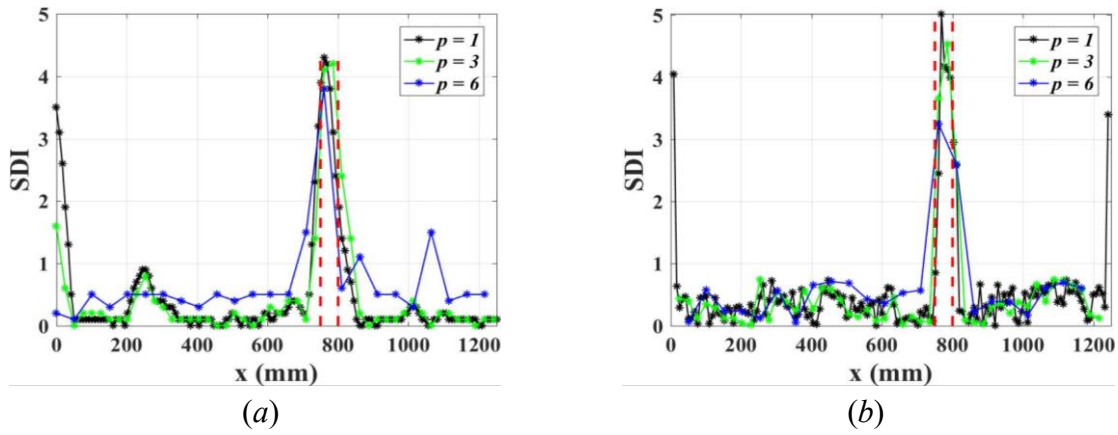 5
4
3
2
1
0
SDI
0 200 400 600 800 1000 1200
x (mm)
p = 1
p = 3
p = 6
(a)
5
4
3
2
1
0
SDI
0 200 400 600 800 1000 1200
x (mm)
p = 1
p = 3
p = 6
(b)